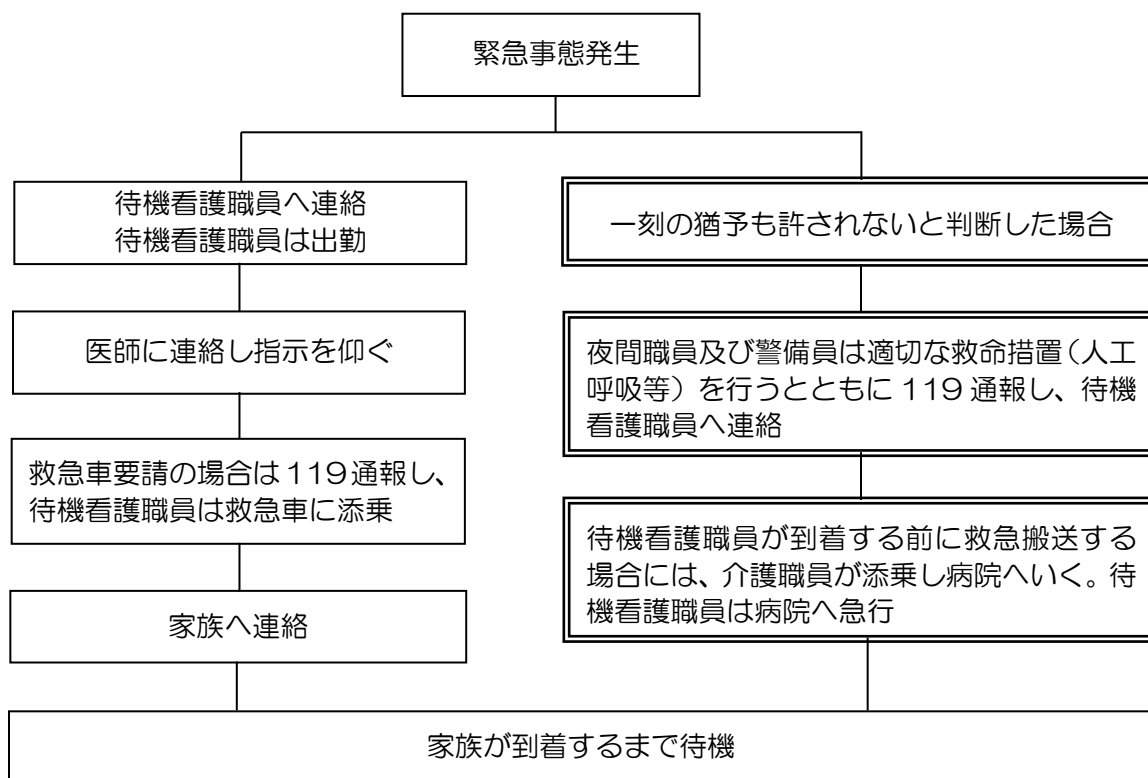 緊急事態発生
待機看護職員へ連絡
待機看護職員は出勤
医師に連絡し指示を仰ぐ
救急車要請の場合は119通報し、
待機看護職員は救急車に添乗
家族へ連絡
一刻の猶予も許されないと判断した場合
夜間職員及び警備員は適切な救命措置（人工
呼吸等）を行うとともに119通報し、待機
看護職員へ連絡
待機看護職員が到着する前に救急搬送する
場合には、介護職員が添乗し病院へいく。待
機看護職員は病院へ急行
家族が到着するまで待機